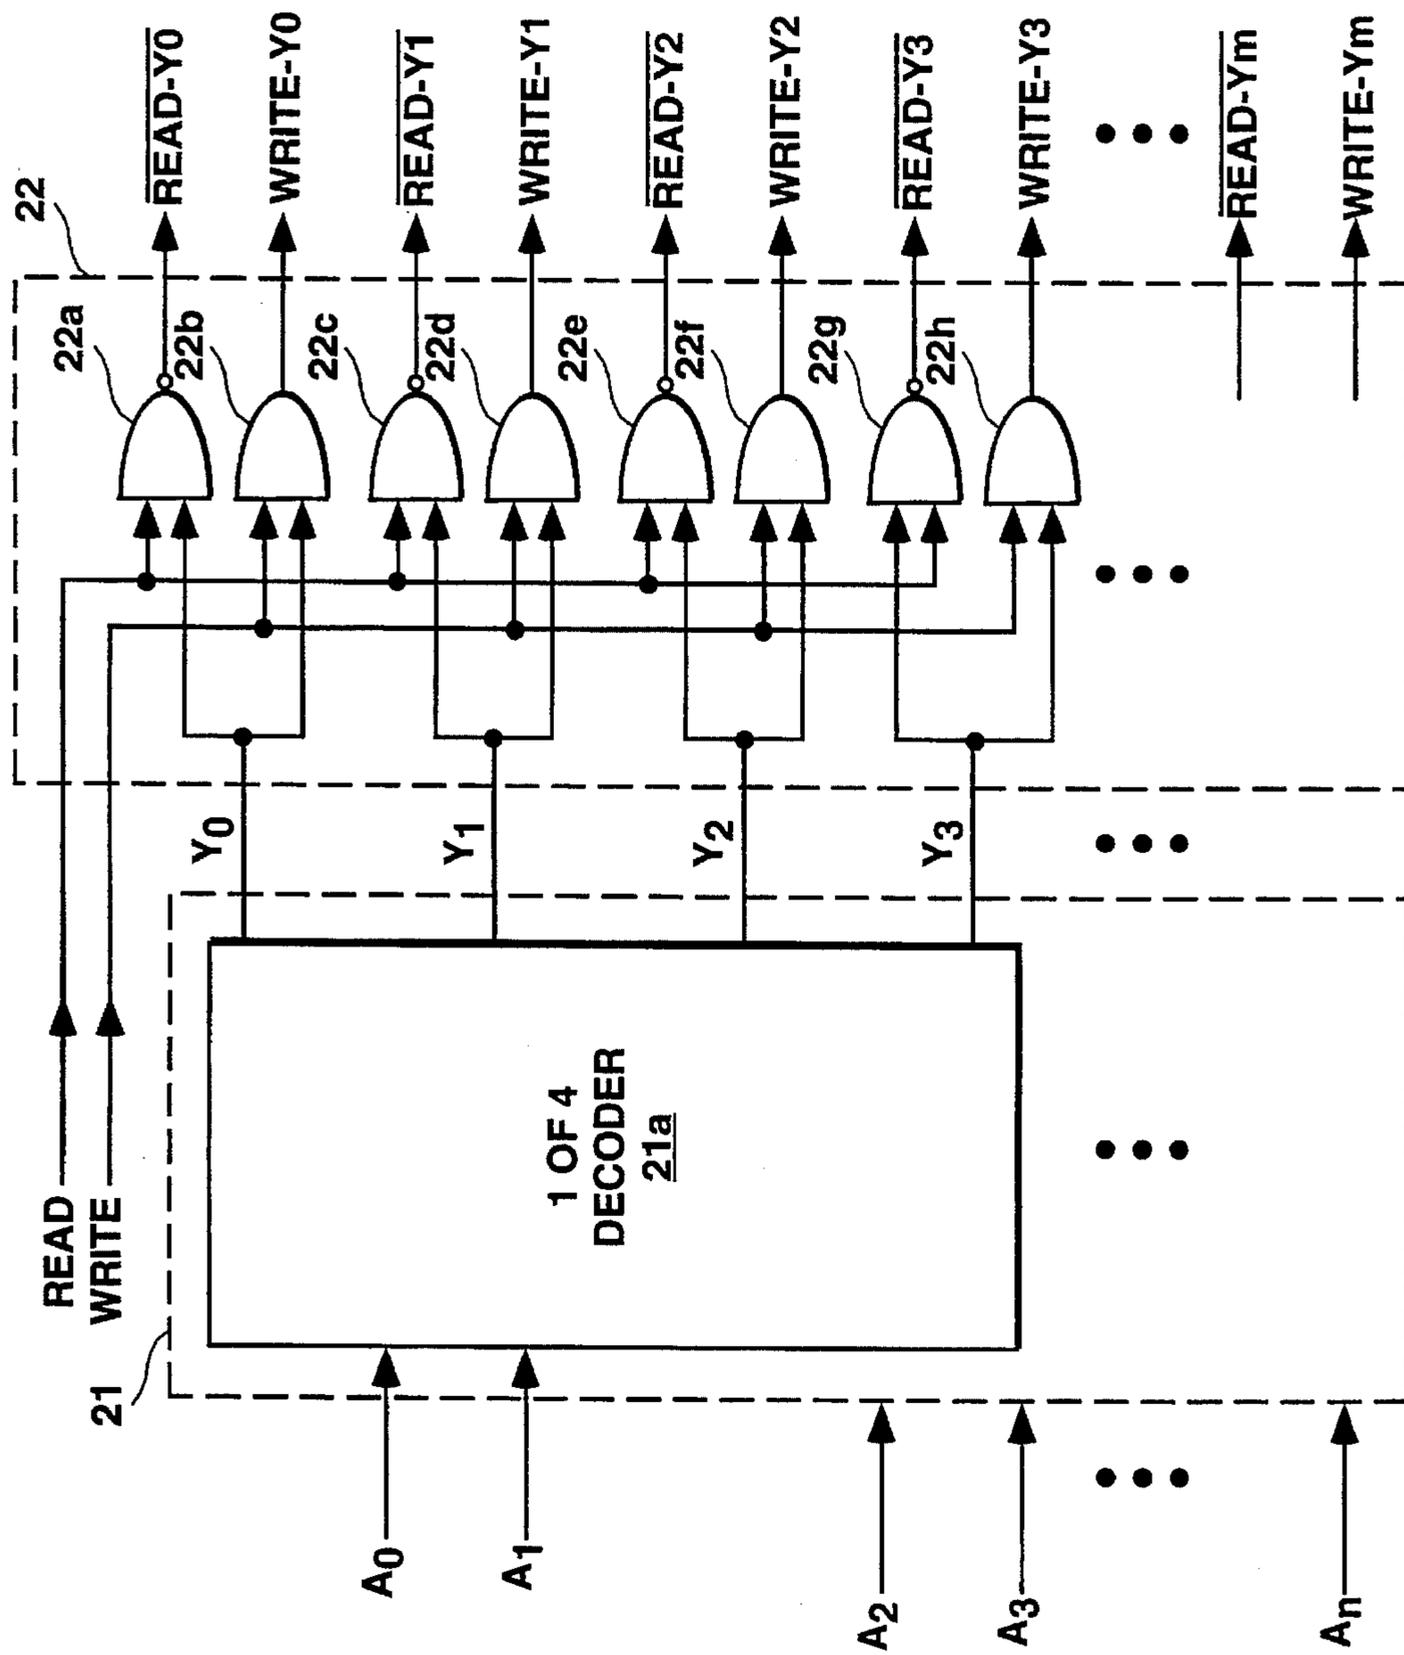 READ
WRITE
21
22
A0
A1
A2
A3
An
1 OF 4
DECODER
21a
Y0
Y1
Y2
Y3
22a
22b
22c
22d
22e
22f
22g
22h
READ-Y0
WRITE-Y0
READ-Y1
WRITE-Y1
READ-Y2
WRITE-Y2
READ-Y3
WRITE-Y3
READ-Ym
WRITE-Ym